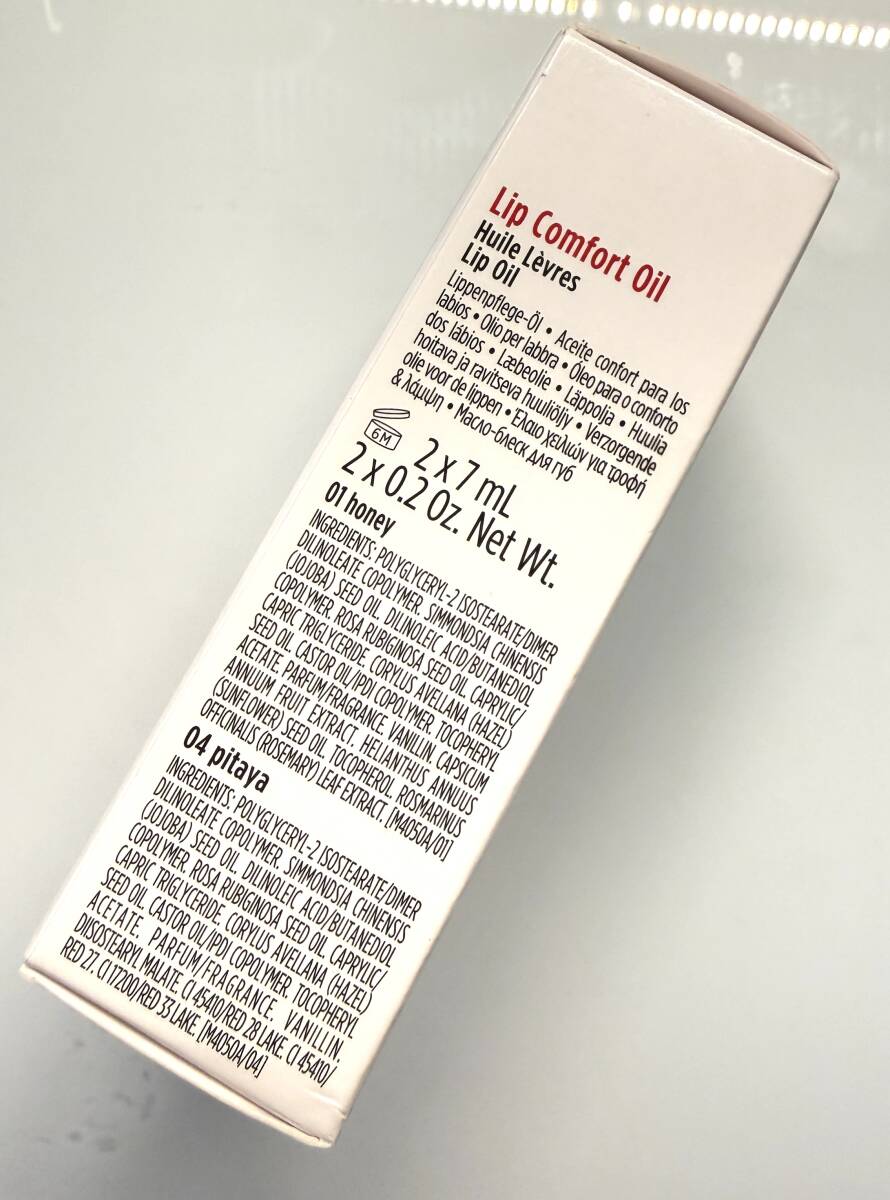 Lip Comfort Oil
Huile Lèvres
Lip Oil
Lippenpflege-Öl • Aceite confort para los
labios • Olio per labbra • Óleo para o conforto
dos lábios • Læbeolie • Läppolja • Huulia
hoitava ja ravitseva huuliöljy • Verzorgende
olie voor de lippen • Ελαιο χειλιών για τροφή
& λάμψη • Масло-блеск для губ
6M
2 x 7 mL
2 x 0.2 Oz. Net Wt.
01 honey
INGREDIENTS: POLYGLYCERYL-2 ISOSTEARATE/DIMER
DILINOLEATE COPOLYMER. SIMMONDSIA CHINENSIS
(JOJOBA) SEED OIL. DILINOLEIC ACID/BUTANEDIOL
COPOLYMER. ROSA RUBIGINOSA SEED OIL. CAPRYLIC/
CAPRIC TRIGLYCERIDE. CORYLUS AVELLANA (HAZEL)
SEED OIL. CASTOR OIL/IPDI COPOLYMER. TOCOPHERYL
ACETATE. PARFUM/FRAGRANCE. VANILLIN. CAPSICUM
ANNUUM FRUIT EXTRACT. HELIANTHUS ANNUUS
(SUNFLOWER) SEED OIL. TOCOPHEROL. ROSMARINUS
OFFICINALIS (ROSEMARY) LEAF EXTRACT. [M4050A/01]
04 pitaya
INGREDIENTS: POLYGLYCERYL-2 ISOSTEARATE/DIMER
DILINOLEATE COPOLYMER. SIMMONDSIA CHINENSIS
(JOJOBA) SEED OIL. DILINOLEIC ACID/BUTANEDIOL
COPOLYMER. ROSA RUBIGINOSA SEED OIL. CAPRYLIC/
CAPRIC TRIGLYCERIDE. CORYLUS AVELLANA (HAZEL)
SEED OIL. CASTOR OIL/IPDI COPOLYMER. TOCOPHERYL
ACETATE. PARFUM/FRAGRANCE. VANILLIN.
DIISOSTEARYL MALATE. CI 45410/RED 28 LAKE. CI 45410/
RED 27. CI 17200/RED 33 LAKE. [M4050A/04]